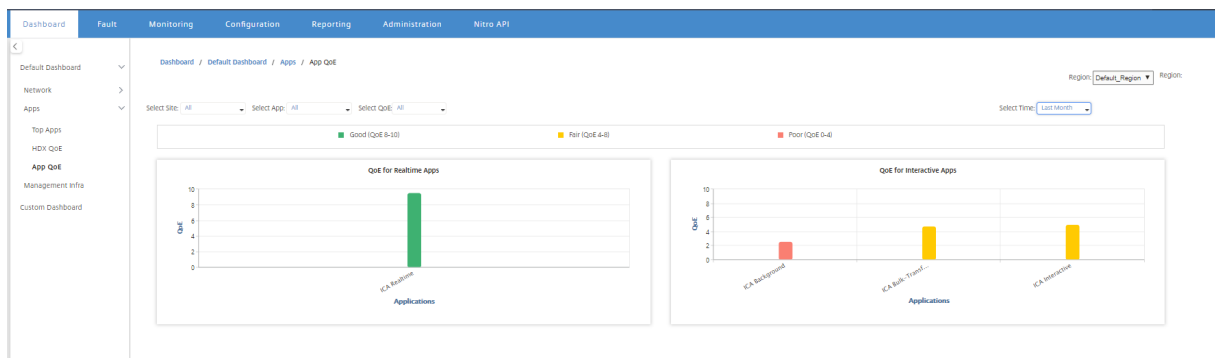 Dashboard Fault Monitoring Configuration Reporting Administration Nitro API
Default Dashboard
Network
Apps
Top Apps
HDX QoE
App QoE
Management Infra
Custom Dashboard
Dashboard / Default Dashboard / Apps / App QoE
Region: Default_Region Region:
Select Site: All Select App: All Select QoE: All Select Time: Last Month
Good (QoE 8-10) Fair (QoE 4-8) Poor (QoE 0-4)
QoE for Realtime Apps
10
8
6
4
2
0
QoE
ICA Realtime
Applications
QoE for Interactive Apps
10
8
6
4
2
0
QoE
ICA Background
ICA Bulk-Transf...
ICA Interactive
Applications